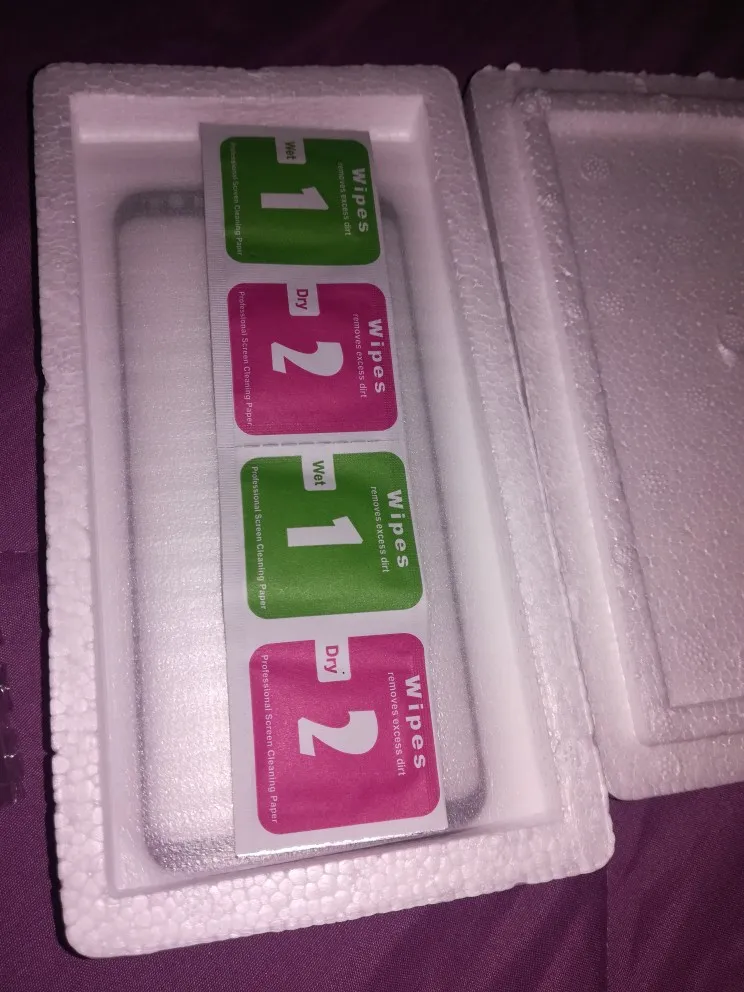 Wipes
removes excess dirt
Wet
1
Professional Screen Cleaning Paper
Wipes
removes excess dirt
Dry
2
Professional Screen Cleaning Paper
Wipes
removes excess dirt
Wet
1
Professional Screen Cleaning Paper
Wipes
removes excess dirt
Dry
2
Professional Screen Cleaning Paper